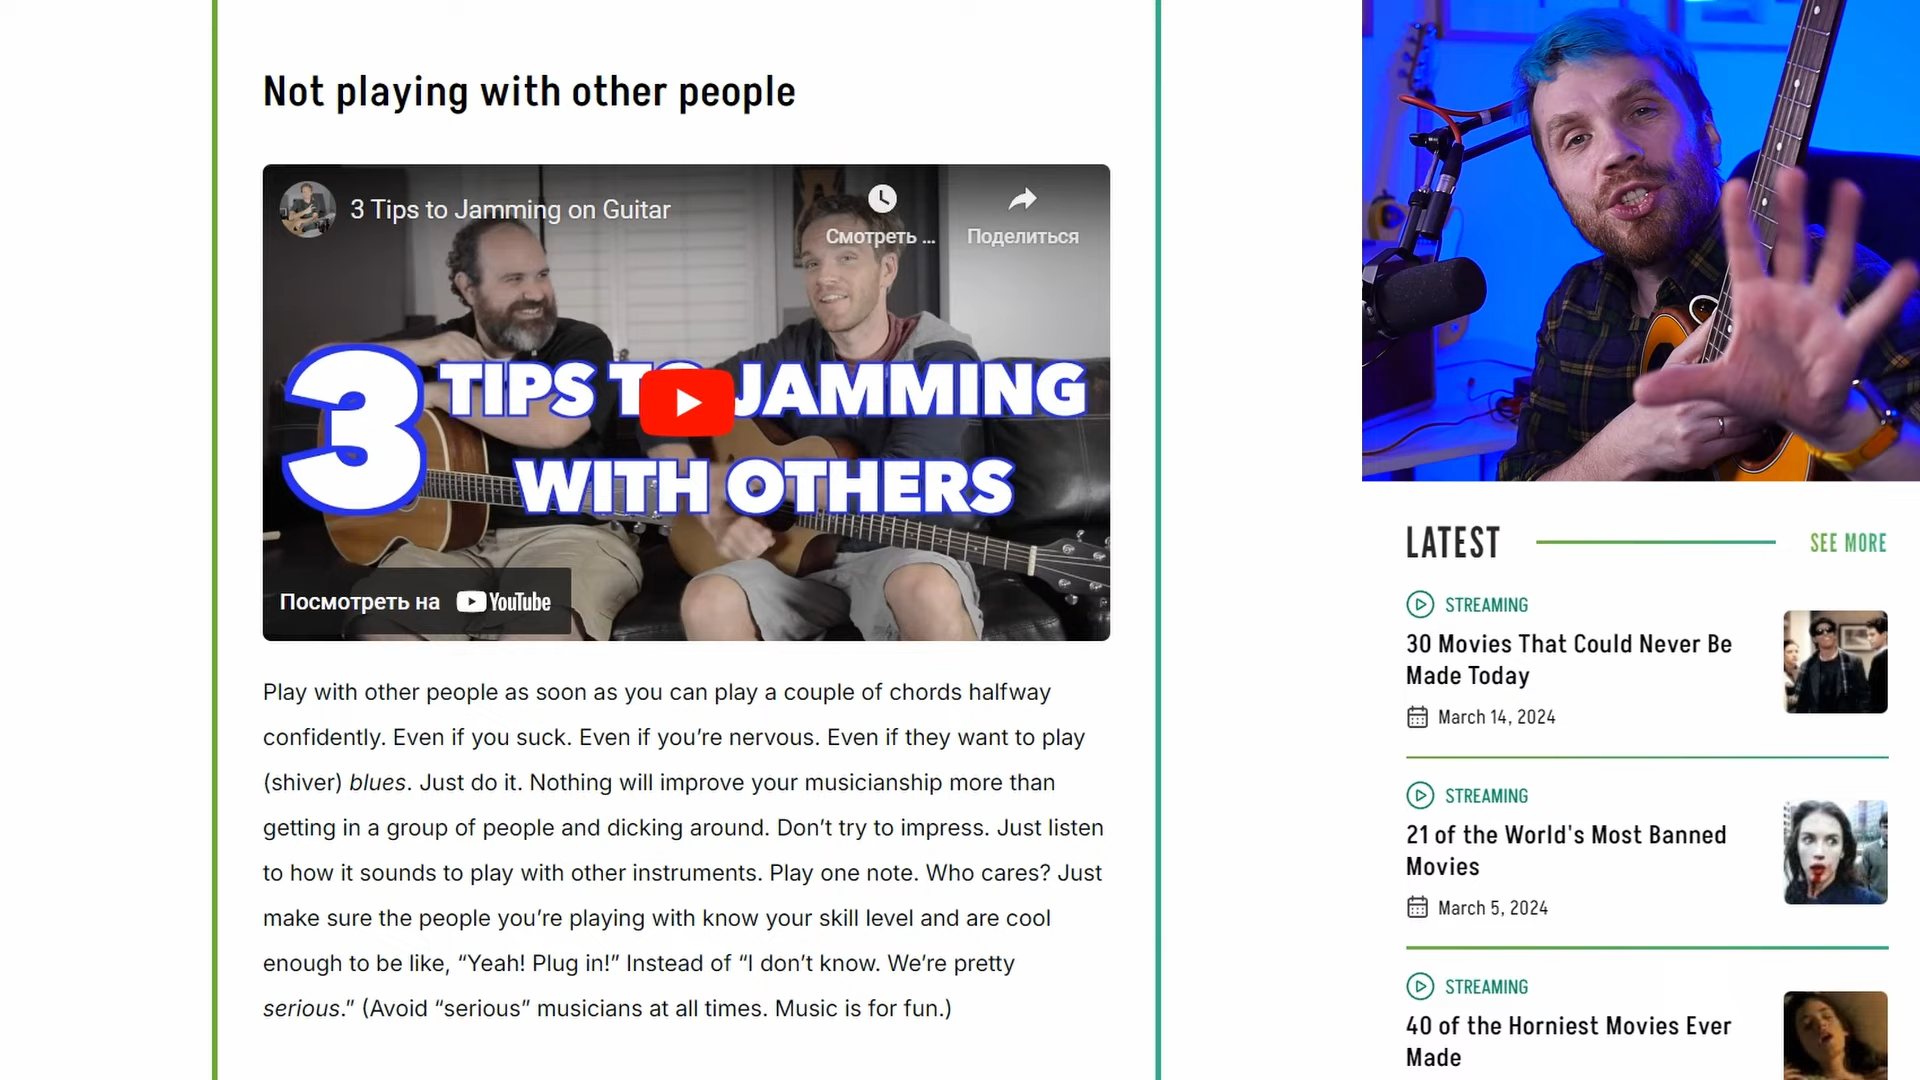 Not playing with other people
3 Tips to Jamming on Guitar
Смотреть ...
Поделиться
3 TIPS TO JAMMING
WITH OTHERS
Посмотреть на YouTube
Play with other people as soon as you can play a couple of chords halfway
confidently. Even if you suck. Even if you’re nervous. Even if they want to play
(shiver) blues. Just do it. Nothing will improve your musicianship more than
getting in a group of people and dicking around. Don’t try to impress. Just listen
to how it sounds to play with other instruments. Play one note. Who cares? Just
make sure the people you’re playing with know your skill level and are cool
enough to be like, “Yeah! Plug in!” Instead of “I don’t know. We’re pretty
serious.” (Avoid “serious” musicians at all times. Music is for fun.)
LATEST
SEE MORE
STREAMING
30 Movies That Could Never Be
Made Today
March 14, 2024
STREAMING
21 of the World's Most Banned
Movies
March 5, 2024
STREAMING
40 of the Horniest Movies Ever
Made